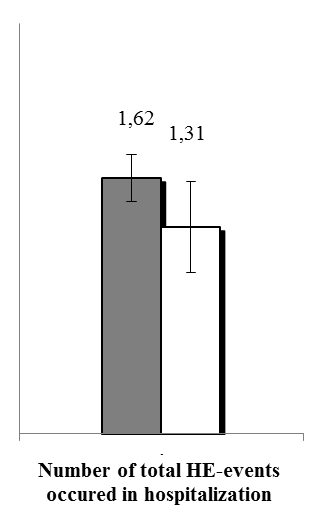 1,62
1,31
Number of total HE-events
occured in hospitalization